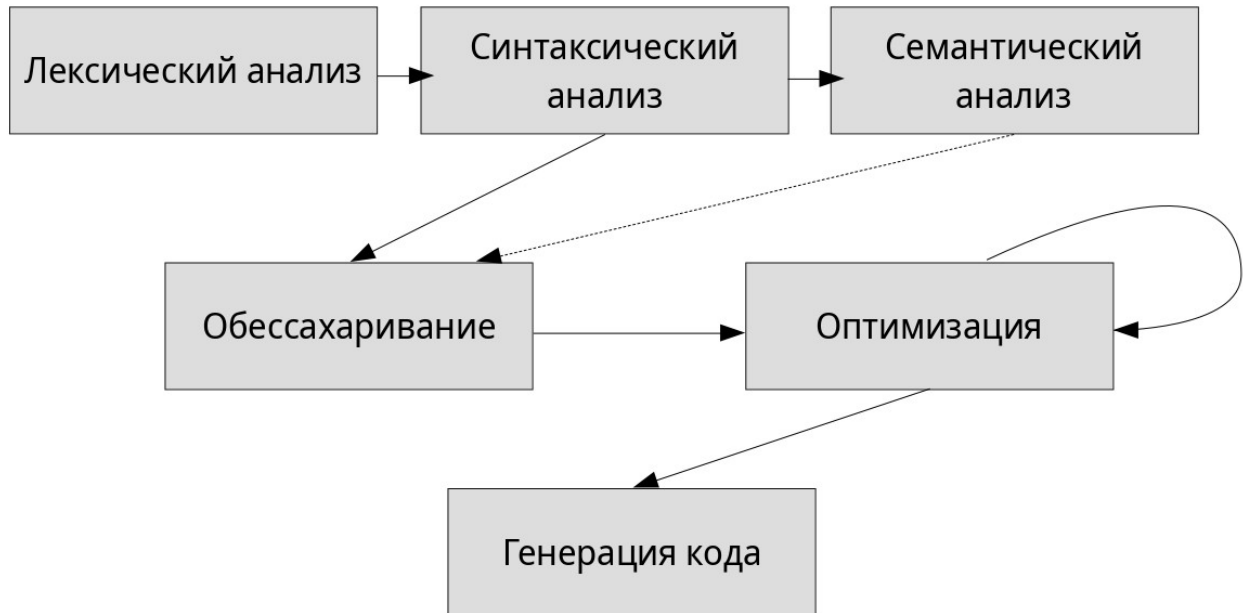 Лексический анализ
Синтаксический
анализ
Семантический
анализ
Обессахаривание
Оптимизация
Генерация кода